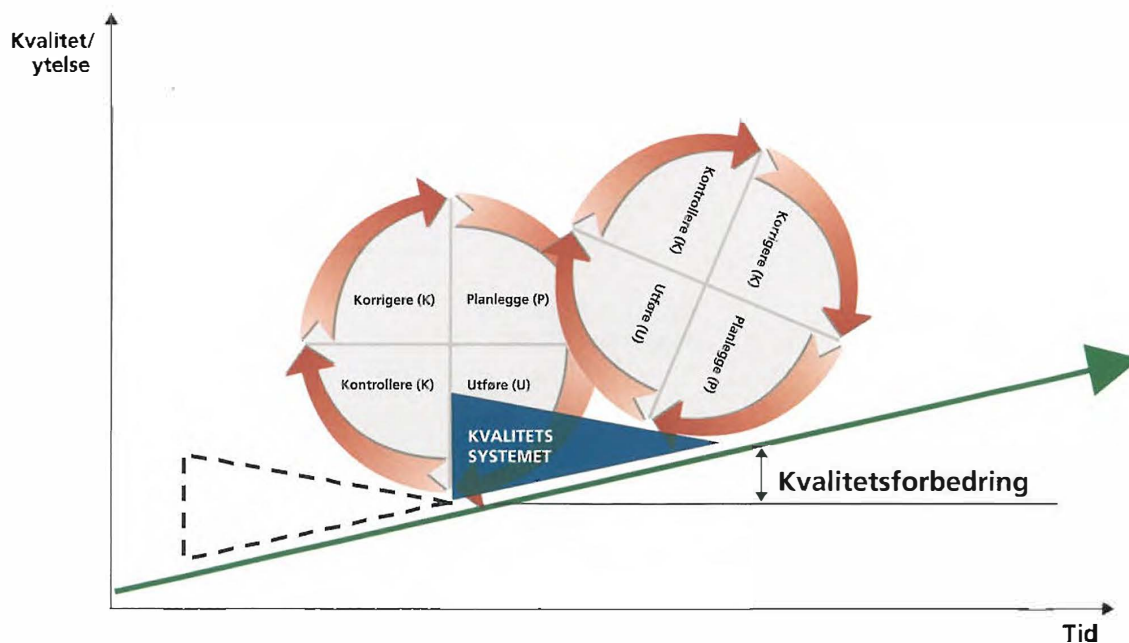 Kvalitet/
ytelse
Kontrollere (K)
Korrigere (K)
Utføre (U)
Planlegge (P)
Korrigere (K)
Planlegge (P)
Kontrollere (K)
Utføre (U)
KVALITETS
SYSTEMET
Kvalitetsforbedring
Tid